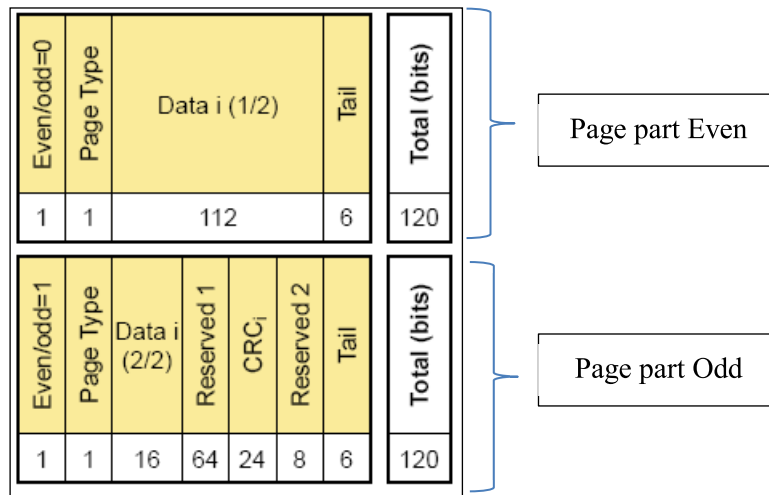 Even/odd=0
Page Type
Data i (1/2)
Tail
Total (bits)
1 1 112 6 120
Page part Even
Even/odd=1
Page Type
Data i
(2/2)
Reserved 1
CRCi
Reserved 2
Tail
Total (bits)
1 1 16 64 24 8 6 120
Page part Odd